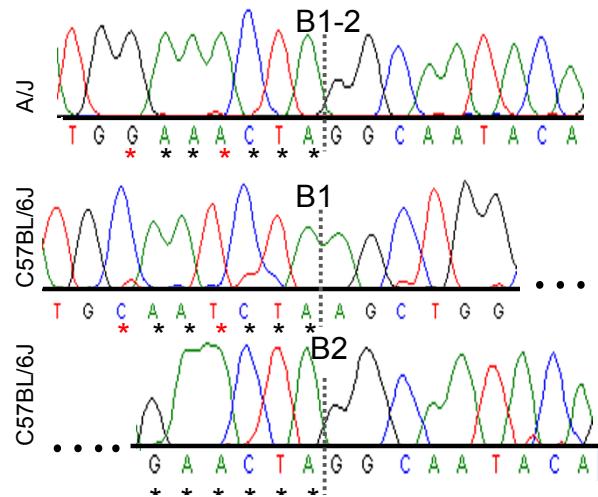 B1-2
A/J
T G G A A A C T A G G C A A T A C A
* * * * * * *
B1
C57BL/6J
T G C A A T C T A A G C T G G
* * * * * * *
B2
C57BL/6J
G A A C T A G G C A A T A C A
* * * * * *